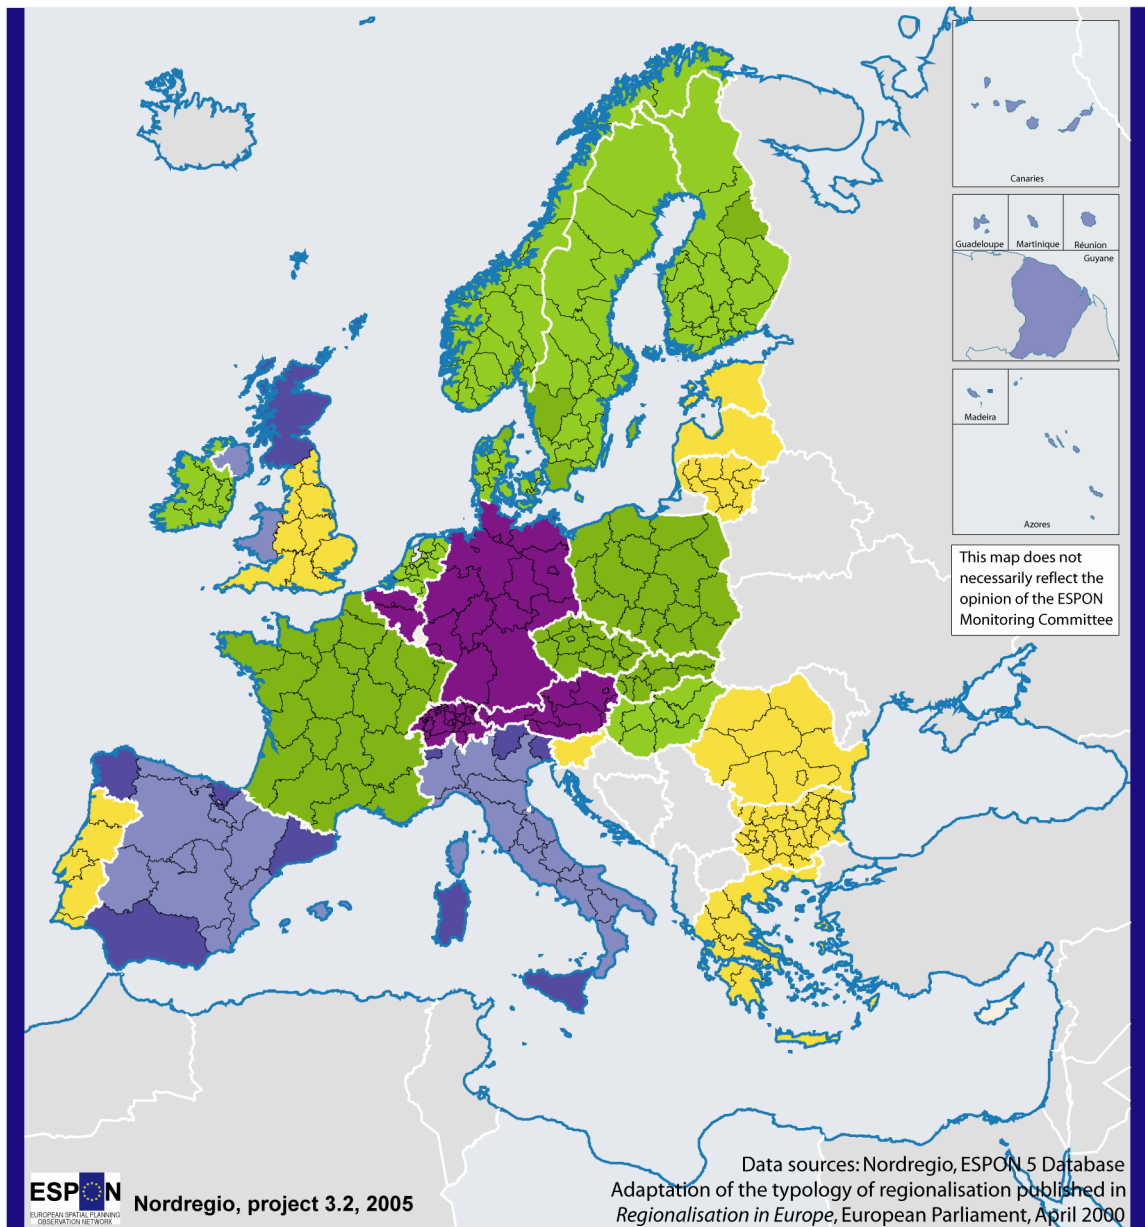 Canaries
Guadeloupe
Martinique
Réunion
Guyane
Madeira
Azores
This map does not
necessarily reflect the
opinion of the ESPON
Monitoring Committee
ESPON
EUROPEAN SPATIAL PLANNING
OBSERVATION NETWORK
Nordregio, project 3.2, 2005
Data sources: Nordregio, ESPON 5 Database
Adaptation of the typology of regionalisation published in
Regionalisation in Europe, European Parliament, April 2000